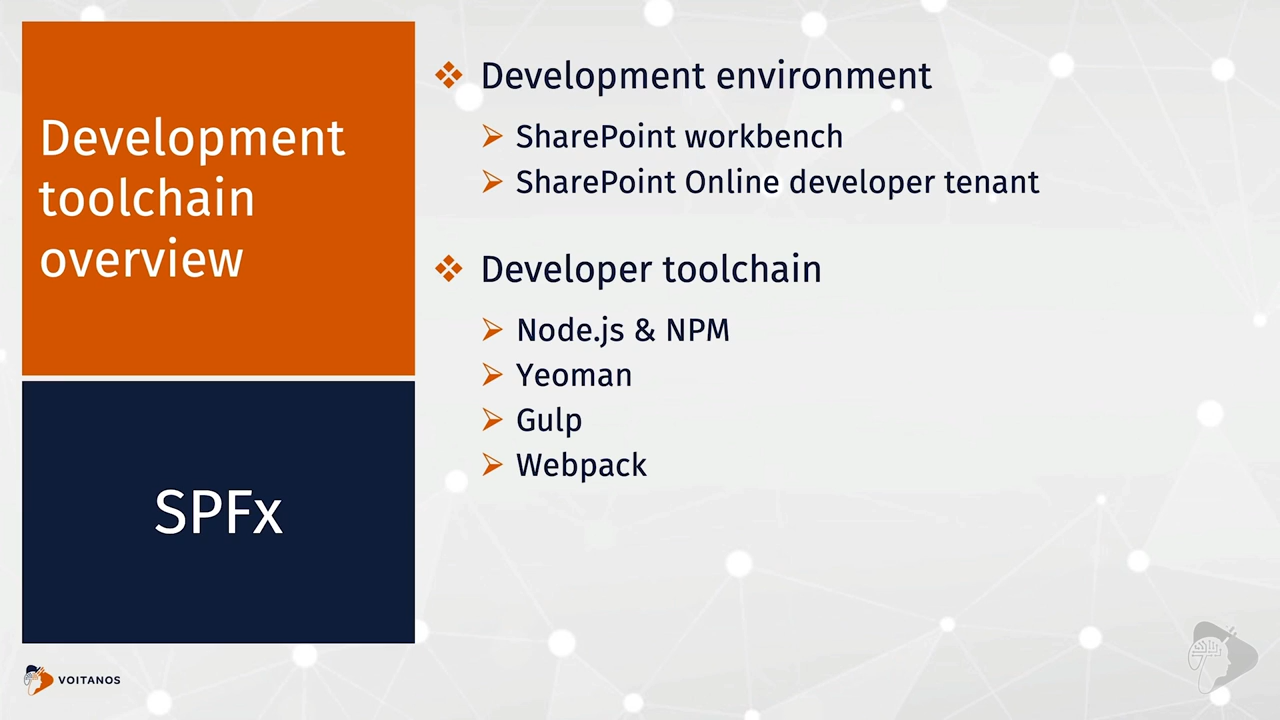 Development
toolchain
overview
SPFx
Development environment
SharePoint workbench
SharePoint Online developer tenant
Developer toolchain
Node.js & NPM
Yeoman
Gulp
Webpack
VOITANOS